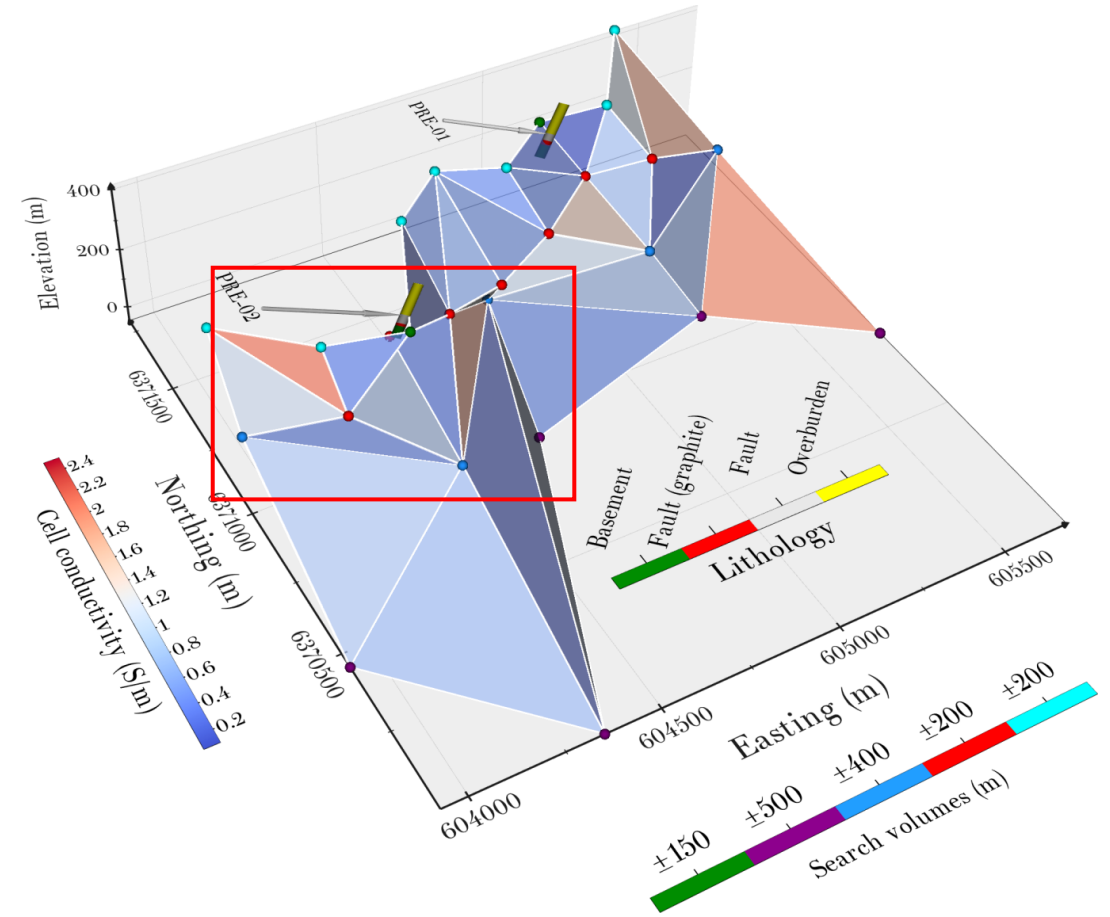 PRE-01
400
200
0
Elevation (m)
PRE-02
6371500
6371000
6370500
Northing (m)
2.4
2.2
2
1.8
1.6
1.4
1.2
1
0.8
0.6
0.4
0.2
Cell conductivity (S/m)
Basement
Fault (graphite)
Fault
Overburden
Lithology
604000
604500
605000
605500
Easting (m)
±150
±500
±400
±200
±200
Search volumes (m)